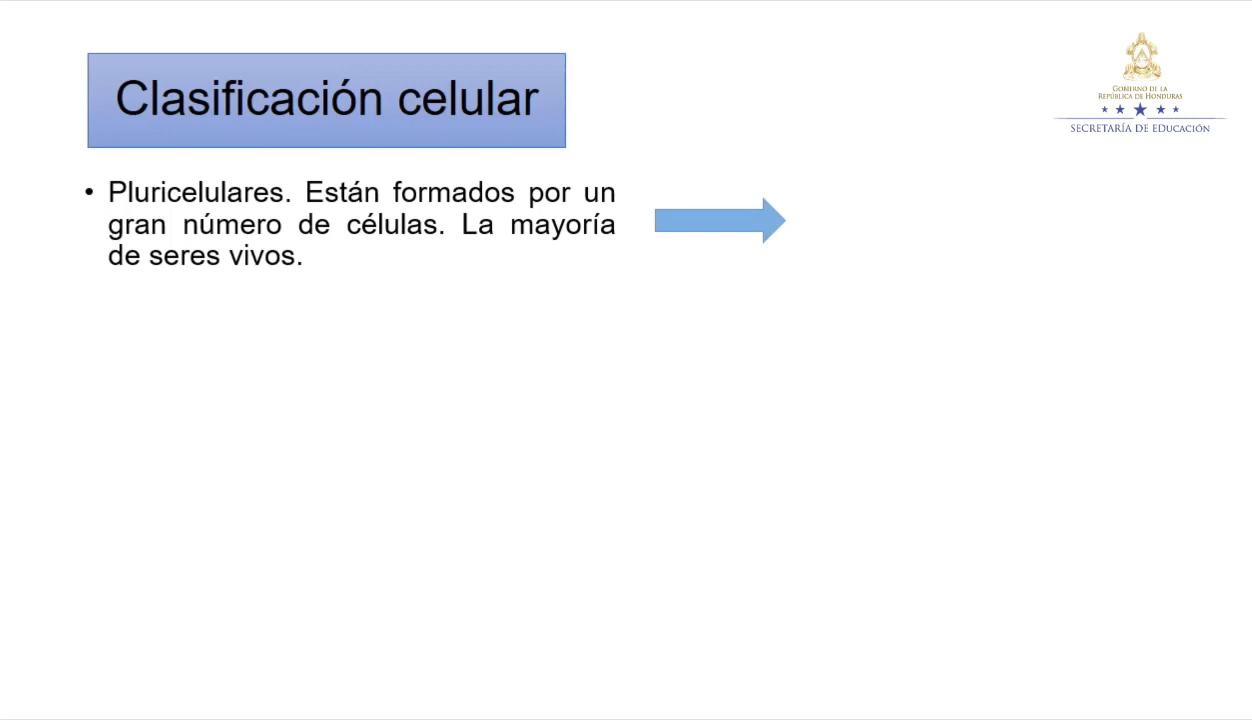 Clasificación celular
GOBIERNO DE LA
REPÚBLICA DE HONDURAS
SECRETARÍA DE EDUCACIÓN
• Pluricelulares. Están formados por un
gran número de células. La mayoría
de seres vivos.